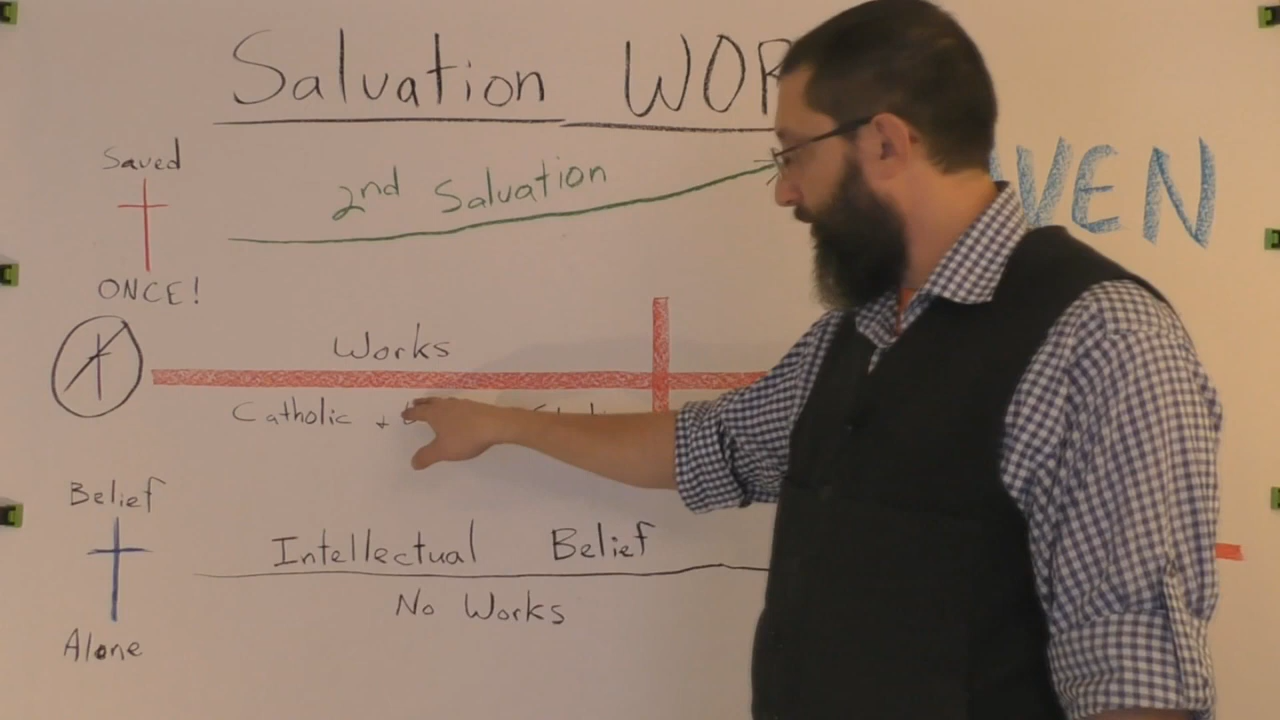 Salvation WOR
Saved
2nd Salvation
VEN
ONCE!
Works
Catholic +
Belief
Intellectual Belief
No Works
Alone